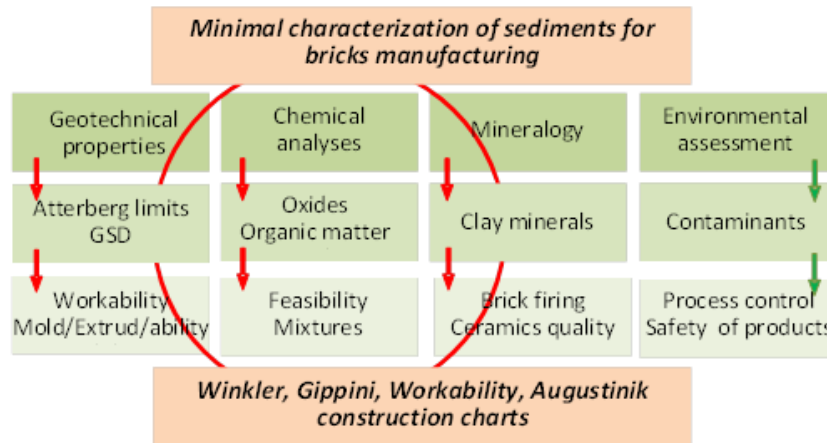 Minimal characterization of sediments for
bricks manufacturing
Geotechnical
properties
Chemical
analyses
Mineralogy
Environmental
assessment
Atterberg limits
GSD
Oxides
Organic matter
Clay minerals
Contaminants
Workability
Mold/Extrud/ability
Feasibility
Mixtures
Brick firing
Ceramics quality
Process control
Safety of products
Winkler, Gippini, Workability, Augustinik
construction charts